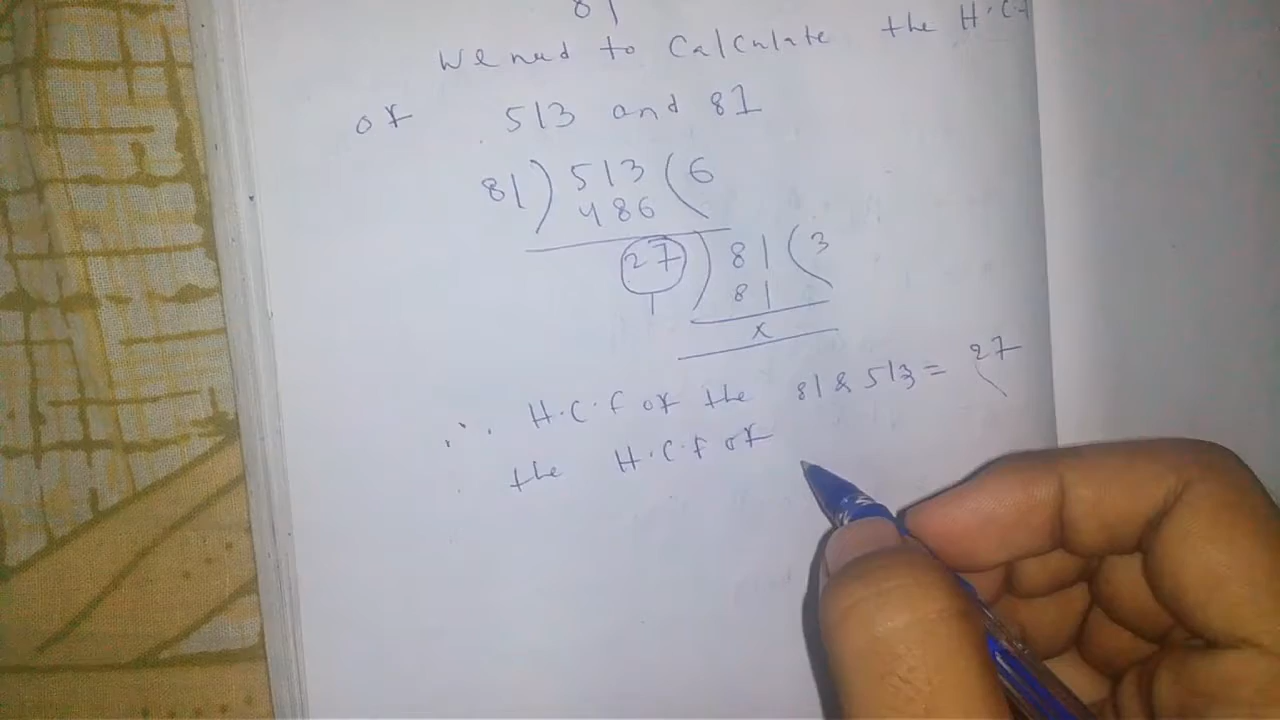 81
We need to Calculate the H.C.f
of 513 and 81
81) 513 (6
486
27) 81 (3
81
x
∴ H.C.f of the 81 & 513 = 27
the H.C.f of